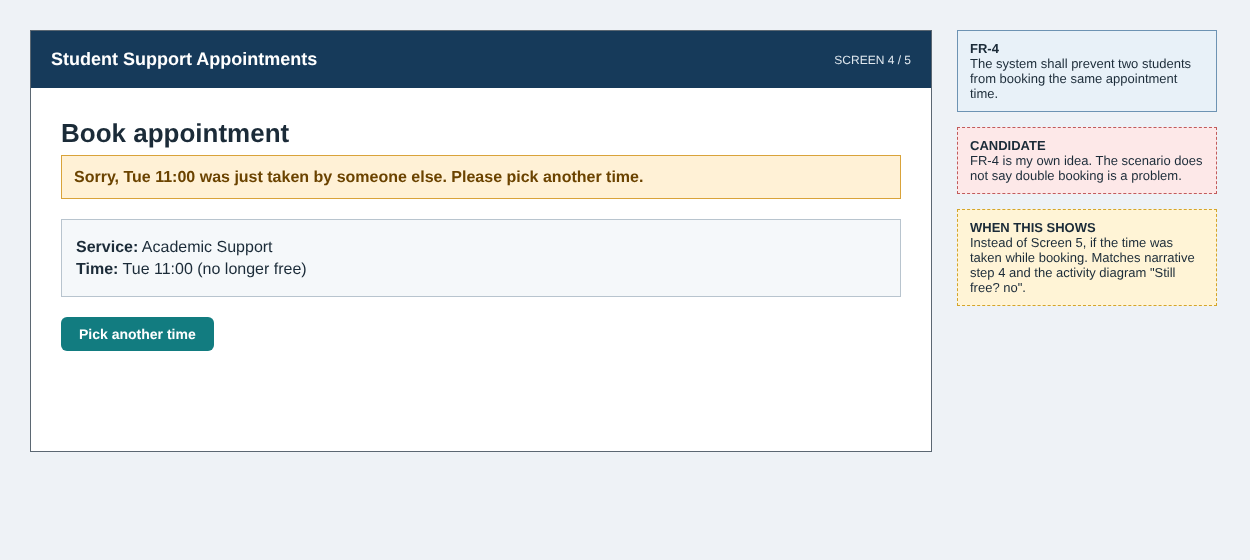 Student Support Appointments
SCREEN 4 / 5
Book appointment
Sorry, Tue 11:00 was just taken by someone else. Please pick another time.
Service: Academic Support
Time: Tue 11:00 (no longer free)
Pick another time
FR-4
The system shall prevent two students
from booking the same appointment
time.
CANDIDATE
FR-4 is my own idea. The scenario does
not say double booking is a problem.
WHEN THIS SHOWS
Instead of Screen 5, if the time was
taken while booking. Matches narrative
step 4 and the activity diagram "Still
free? no".